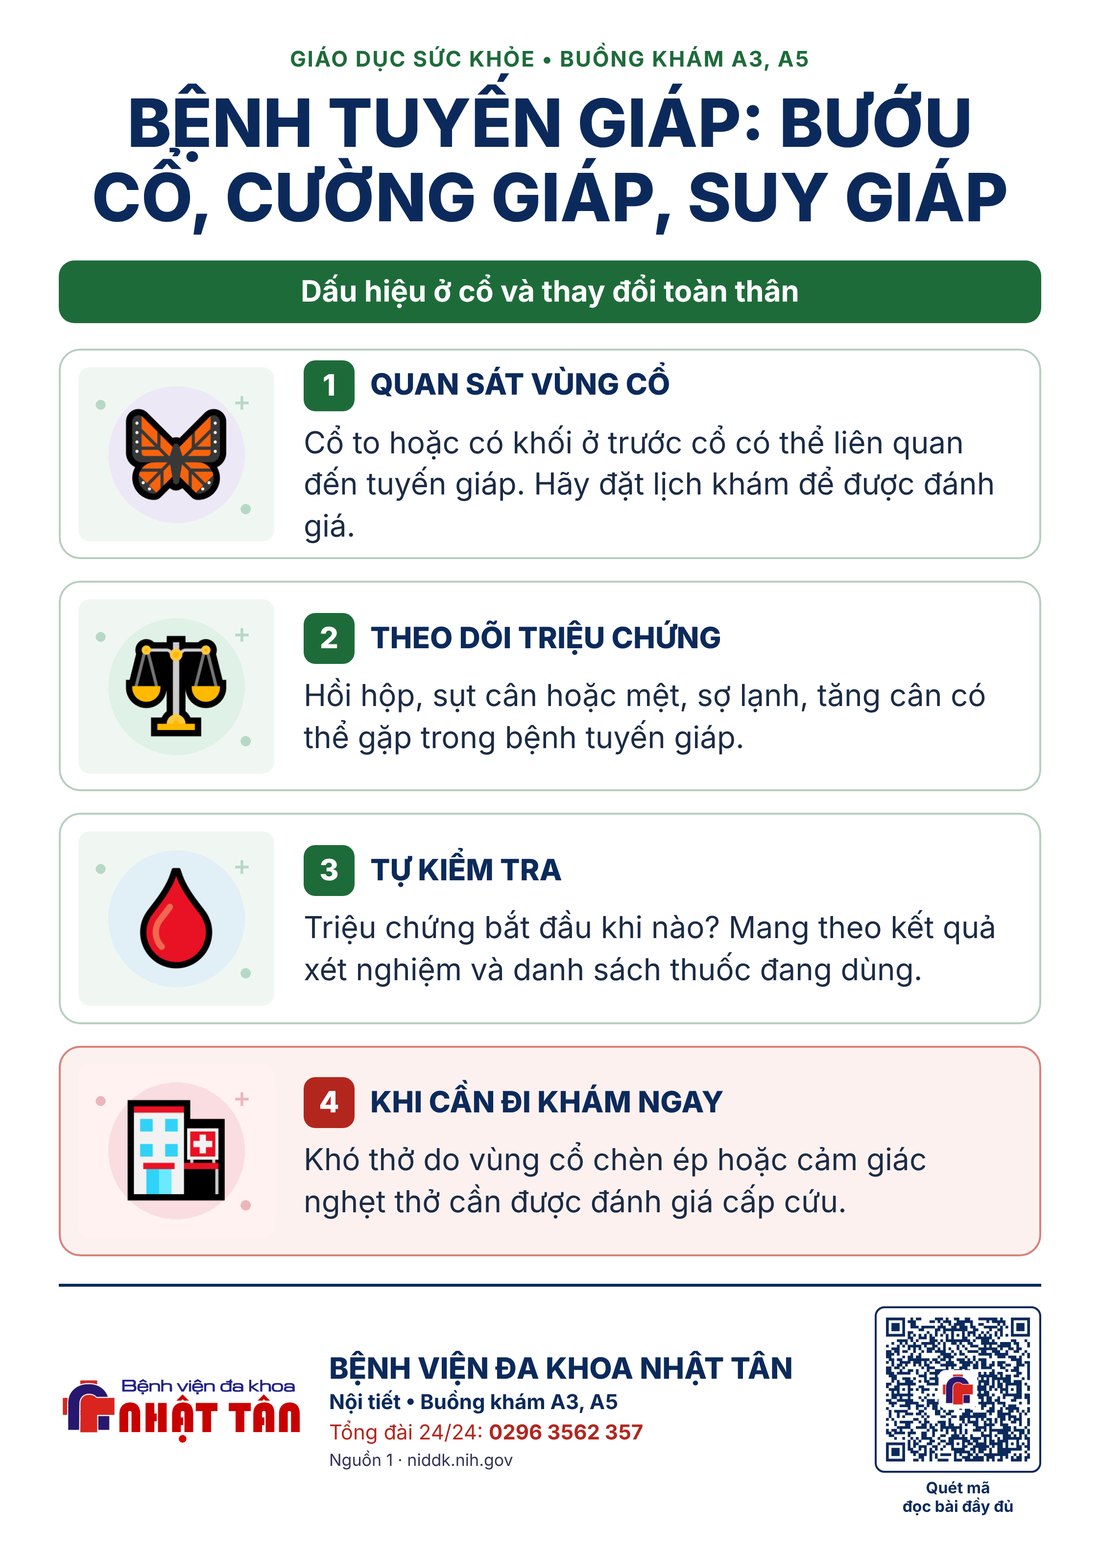 GIÁO DỤC SỨC KHỎE • BUỒNG KHÁM A3, A5
BỆNH TUYẾN GIÁP: BƯỚU
CỔ, CƯỜNG GIÁP, SUY GIÁP
Dấu hiệu ở cổ và thay đổi toàn thân
1 QUAN SÁT VÙNG CỔ
Cổ to hoặc có khối ở trước cổ có thể liên quan
đến tuyến giáp. Hãy đặt lịch khám để được đánh
giá.
2 THEO DÕI TRIỆU CHỨNG
Hồi hộp, sụt cân hoặc mệt, sợ lạnh, tăng cân có
thể gặp trong bệnh tuyến giáp.
3 TỰ KIỂM TRA
Triệu chứng bắt đầu khi nào? Mang theo kết quả
xét nghiệm và danh sách thuốc đang dùng.
4 KHI CẦN ĐI KHÁM NGAY
Khó thở do vùng cổ chèn ép hoặc cảm giác
nghẹt thở cần được đánh giá cấp cứu.
Bệnh viện đa khoa
NHẬT TÂN
BỆNH VIỆN ĐA KHOA NHẬT TÂN
Nội tiết • Buồng khám A3, A5
Tổng đài 24/24: 0296 3562 357
Nguồn 1 · niddk.nih.gov
Quét mã
đọc bài đầy đủ